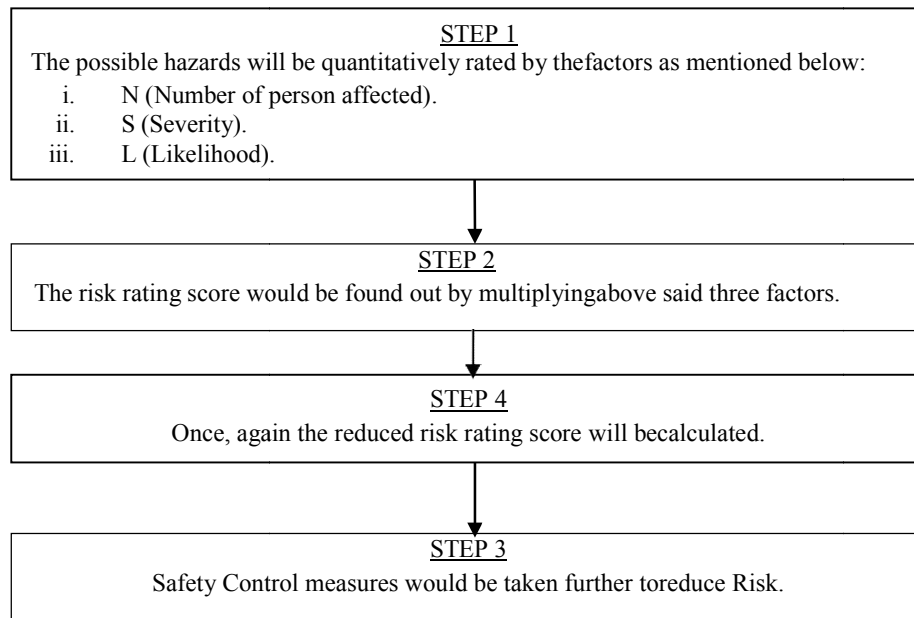 STEP 1
The possible hazards will be quantitatively rated by thefactors as mentioned below:
i. N (Number of person affected).
ii. S (Severity).
iii. L (Likelihood).
STEP 2
The risk rating score would be found out by multiplyingabove said three factors.
STEP 4
Once, again the reduced risk rating score will becalculated.
STEP 3
Safety Control measures would be taken further toreduce Risk.